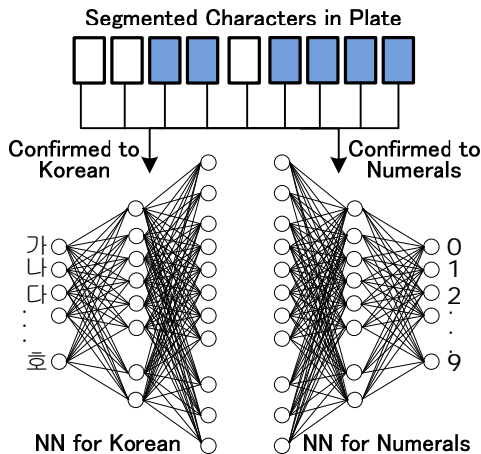 Segmented Characters in Plate
Confirmed to
Korean
Confirmed to
Numerals
가
나
다
.
.
.
호
0
1
2
.
.
.
9
NN for Korean
NN for Numerals